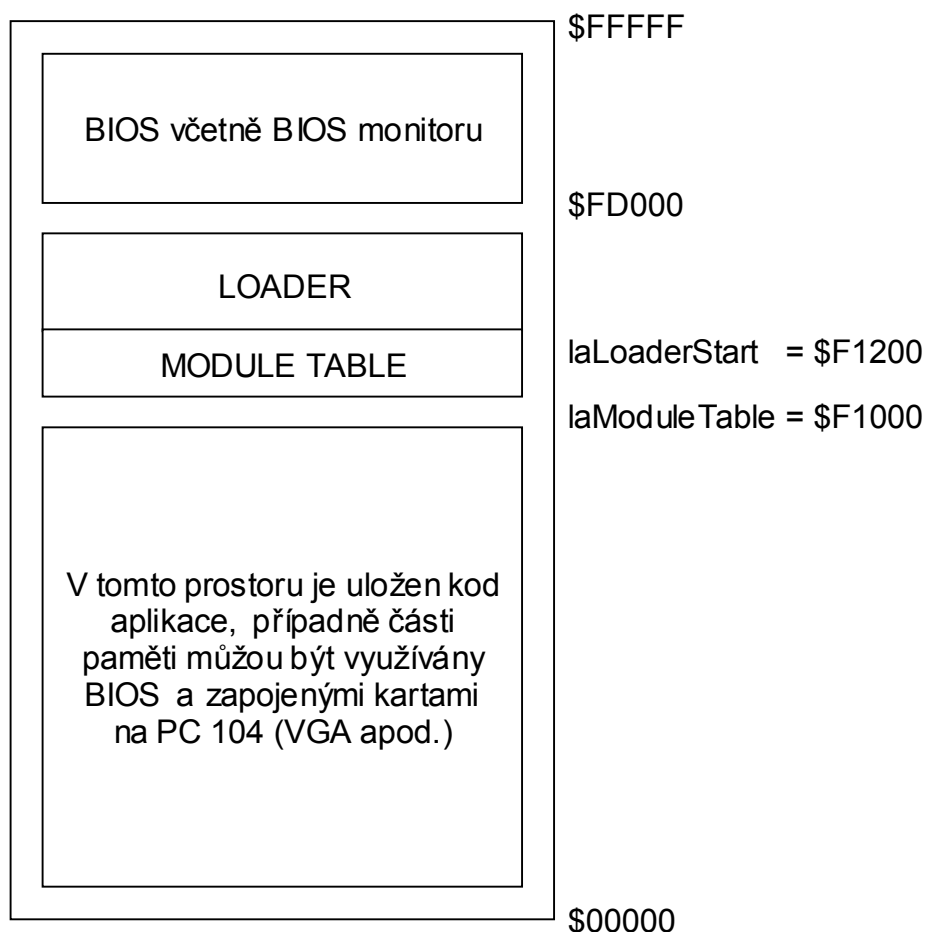 $FFFFF
BIOS včetně BIOS monitoru
$FD000
LOADER
laLoaderStart = $F1200
MODULE TABLE
laModuleTable = $F1000
V tomto prostoru je uložen kod
aplikace, případně části
paměti můžou být využívány
BIOS a zapojenými kartami
na PC 104 (VGA apod.)
$00000